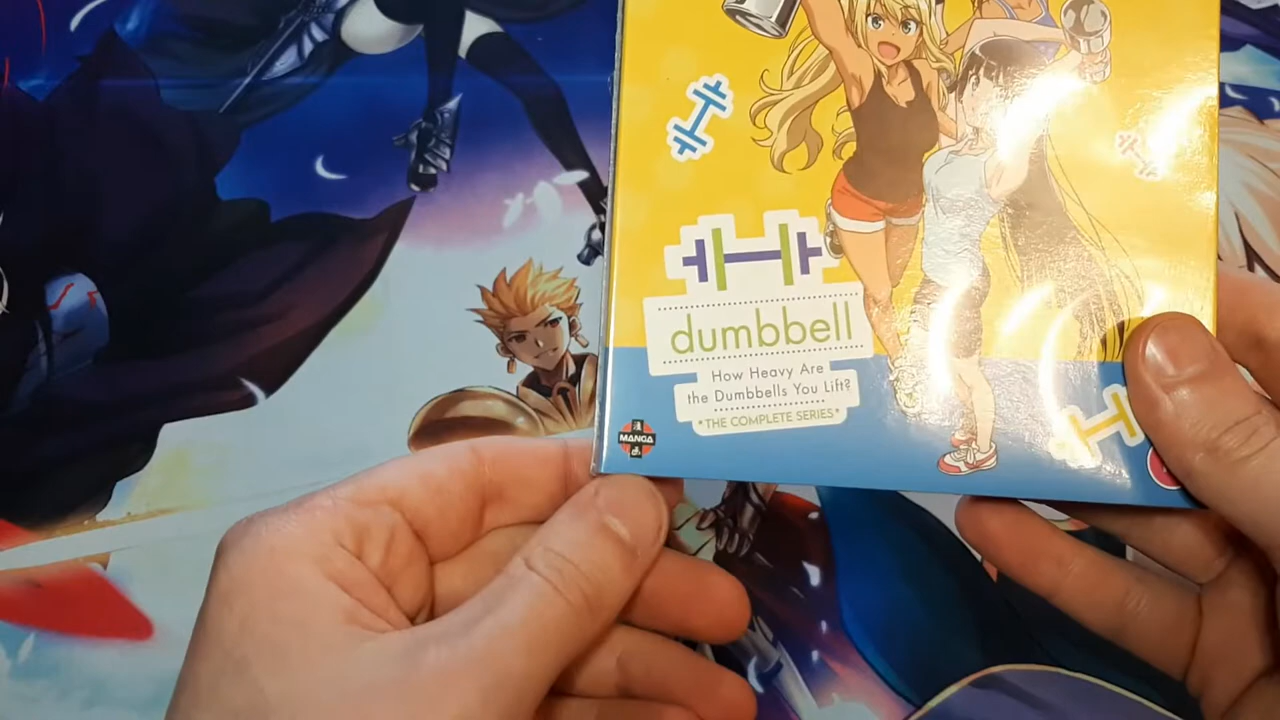 dumbbell
How Heavy Are
the Dumbbells You Lift?
*THE COMPLETE SERIES*
MANGA